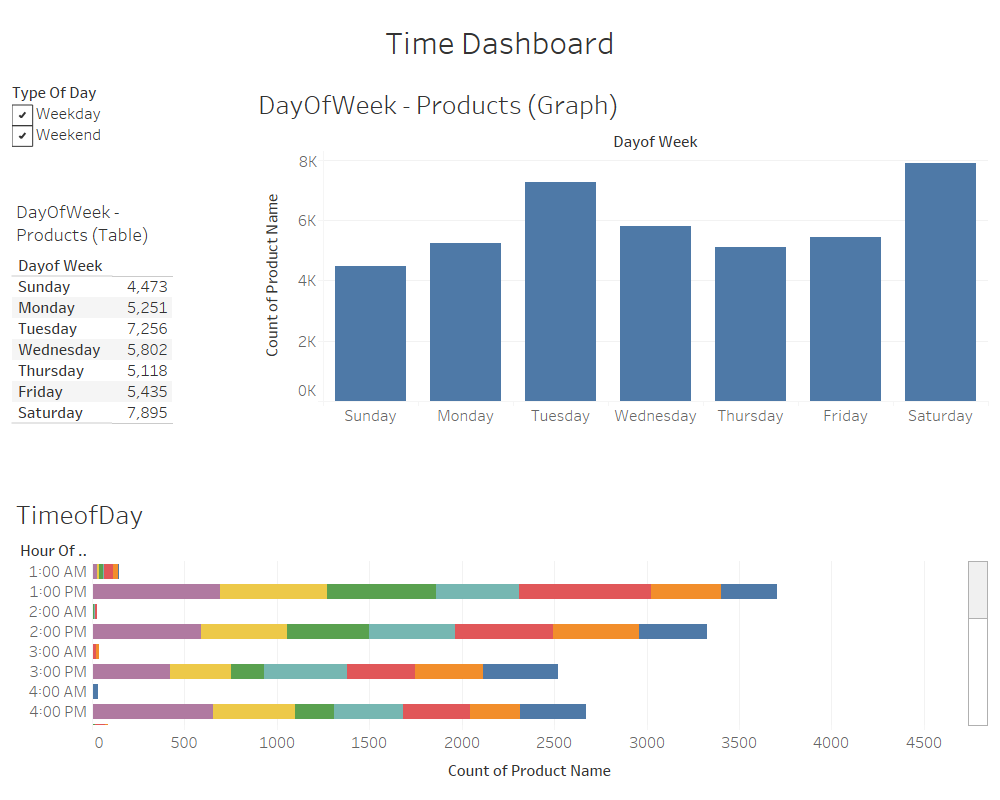 Time Dashboard
Type Of Day
Weekday
Weekend
DayOfWeek -
Products (Table)
Dayof Week
Sunday 4,473
Monday 5,251
Tuesday 7,256
Wednesday 5,802
Thursday 5,118
Friday 5,435
Saturday 7,895
DayOfWeek - Products (Graph)
Dayof Week
Count of Product Name
8K
6K
4K
2K
0K
Sunday Monday Tuesday Wednesday Thursday Friday Saturday
TimeofDay
Hour Of ..
1:00 AM
1:00 PM
2:00 AM
2:00 PM
3:00 AM
3:00 PM
4:00 AM
4:00 PM
0 500 1000 1500 2000 2500 3000 3500 4000 4500
Count of Product Name